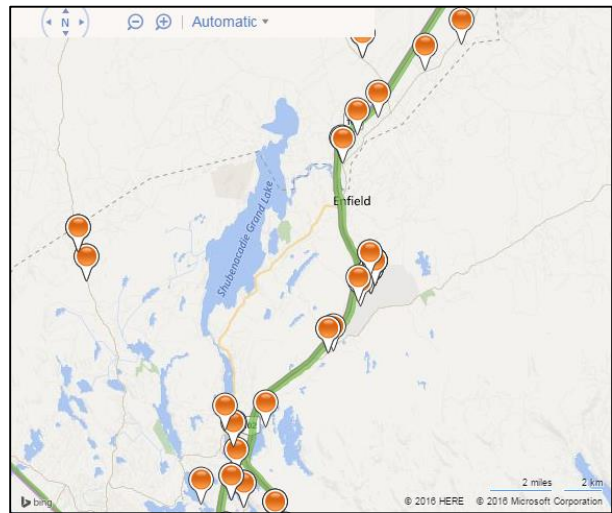 N
Automatic
Enfield
Shubenacadie Grand Lake
2 miles 2 km
bing
© 2016 HERE © 2016 Microsoft Corporation